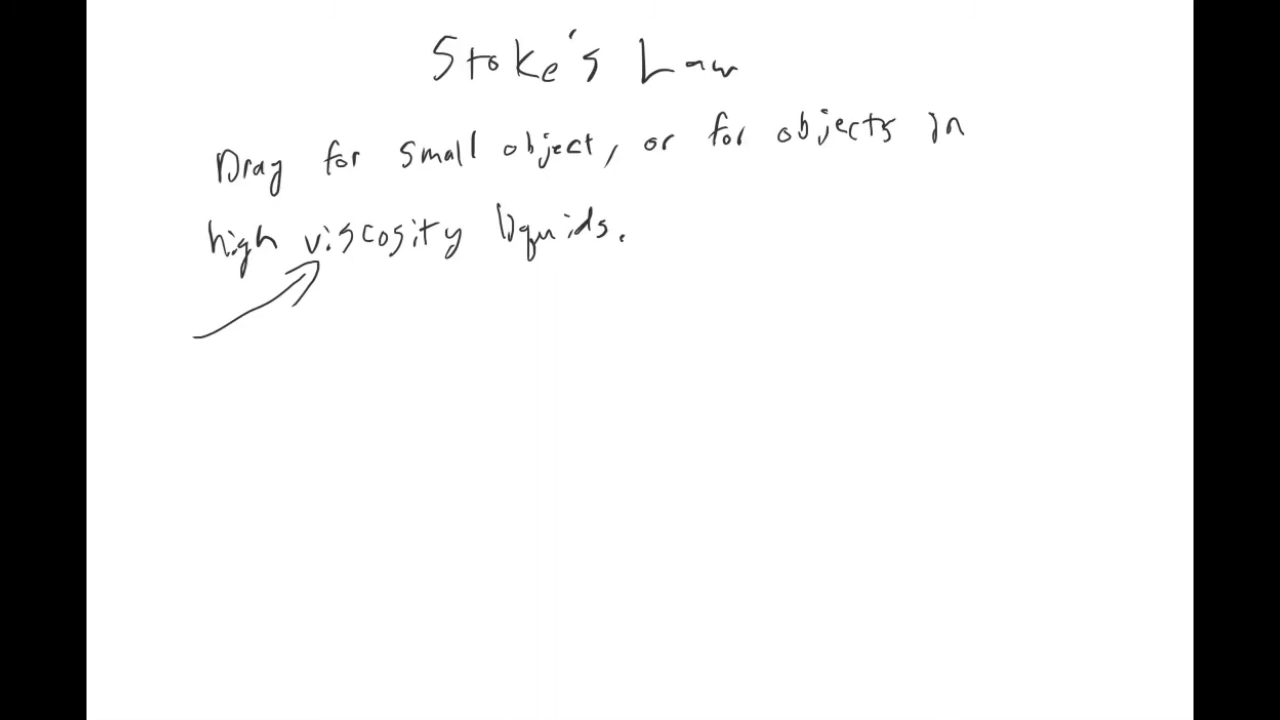 Stoke's Law
Drag for small object, or for objects in
high viscosity liquids.